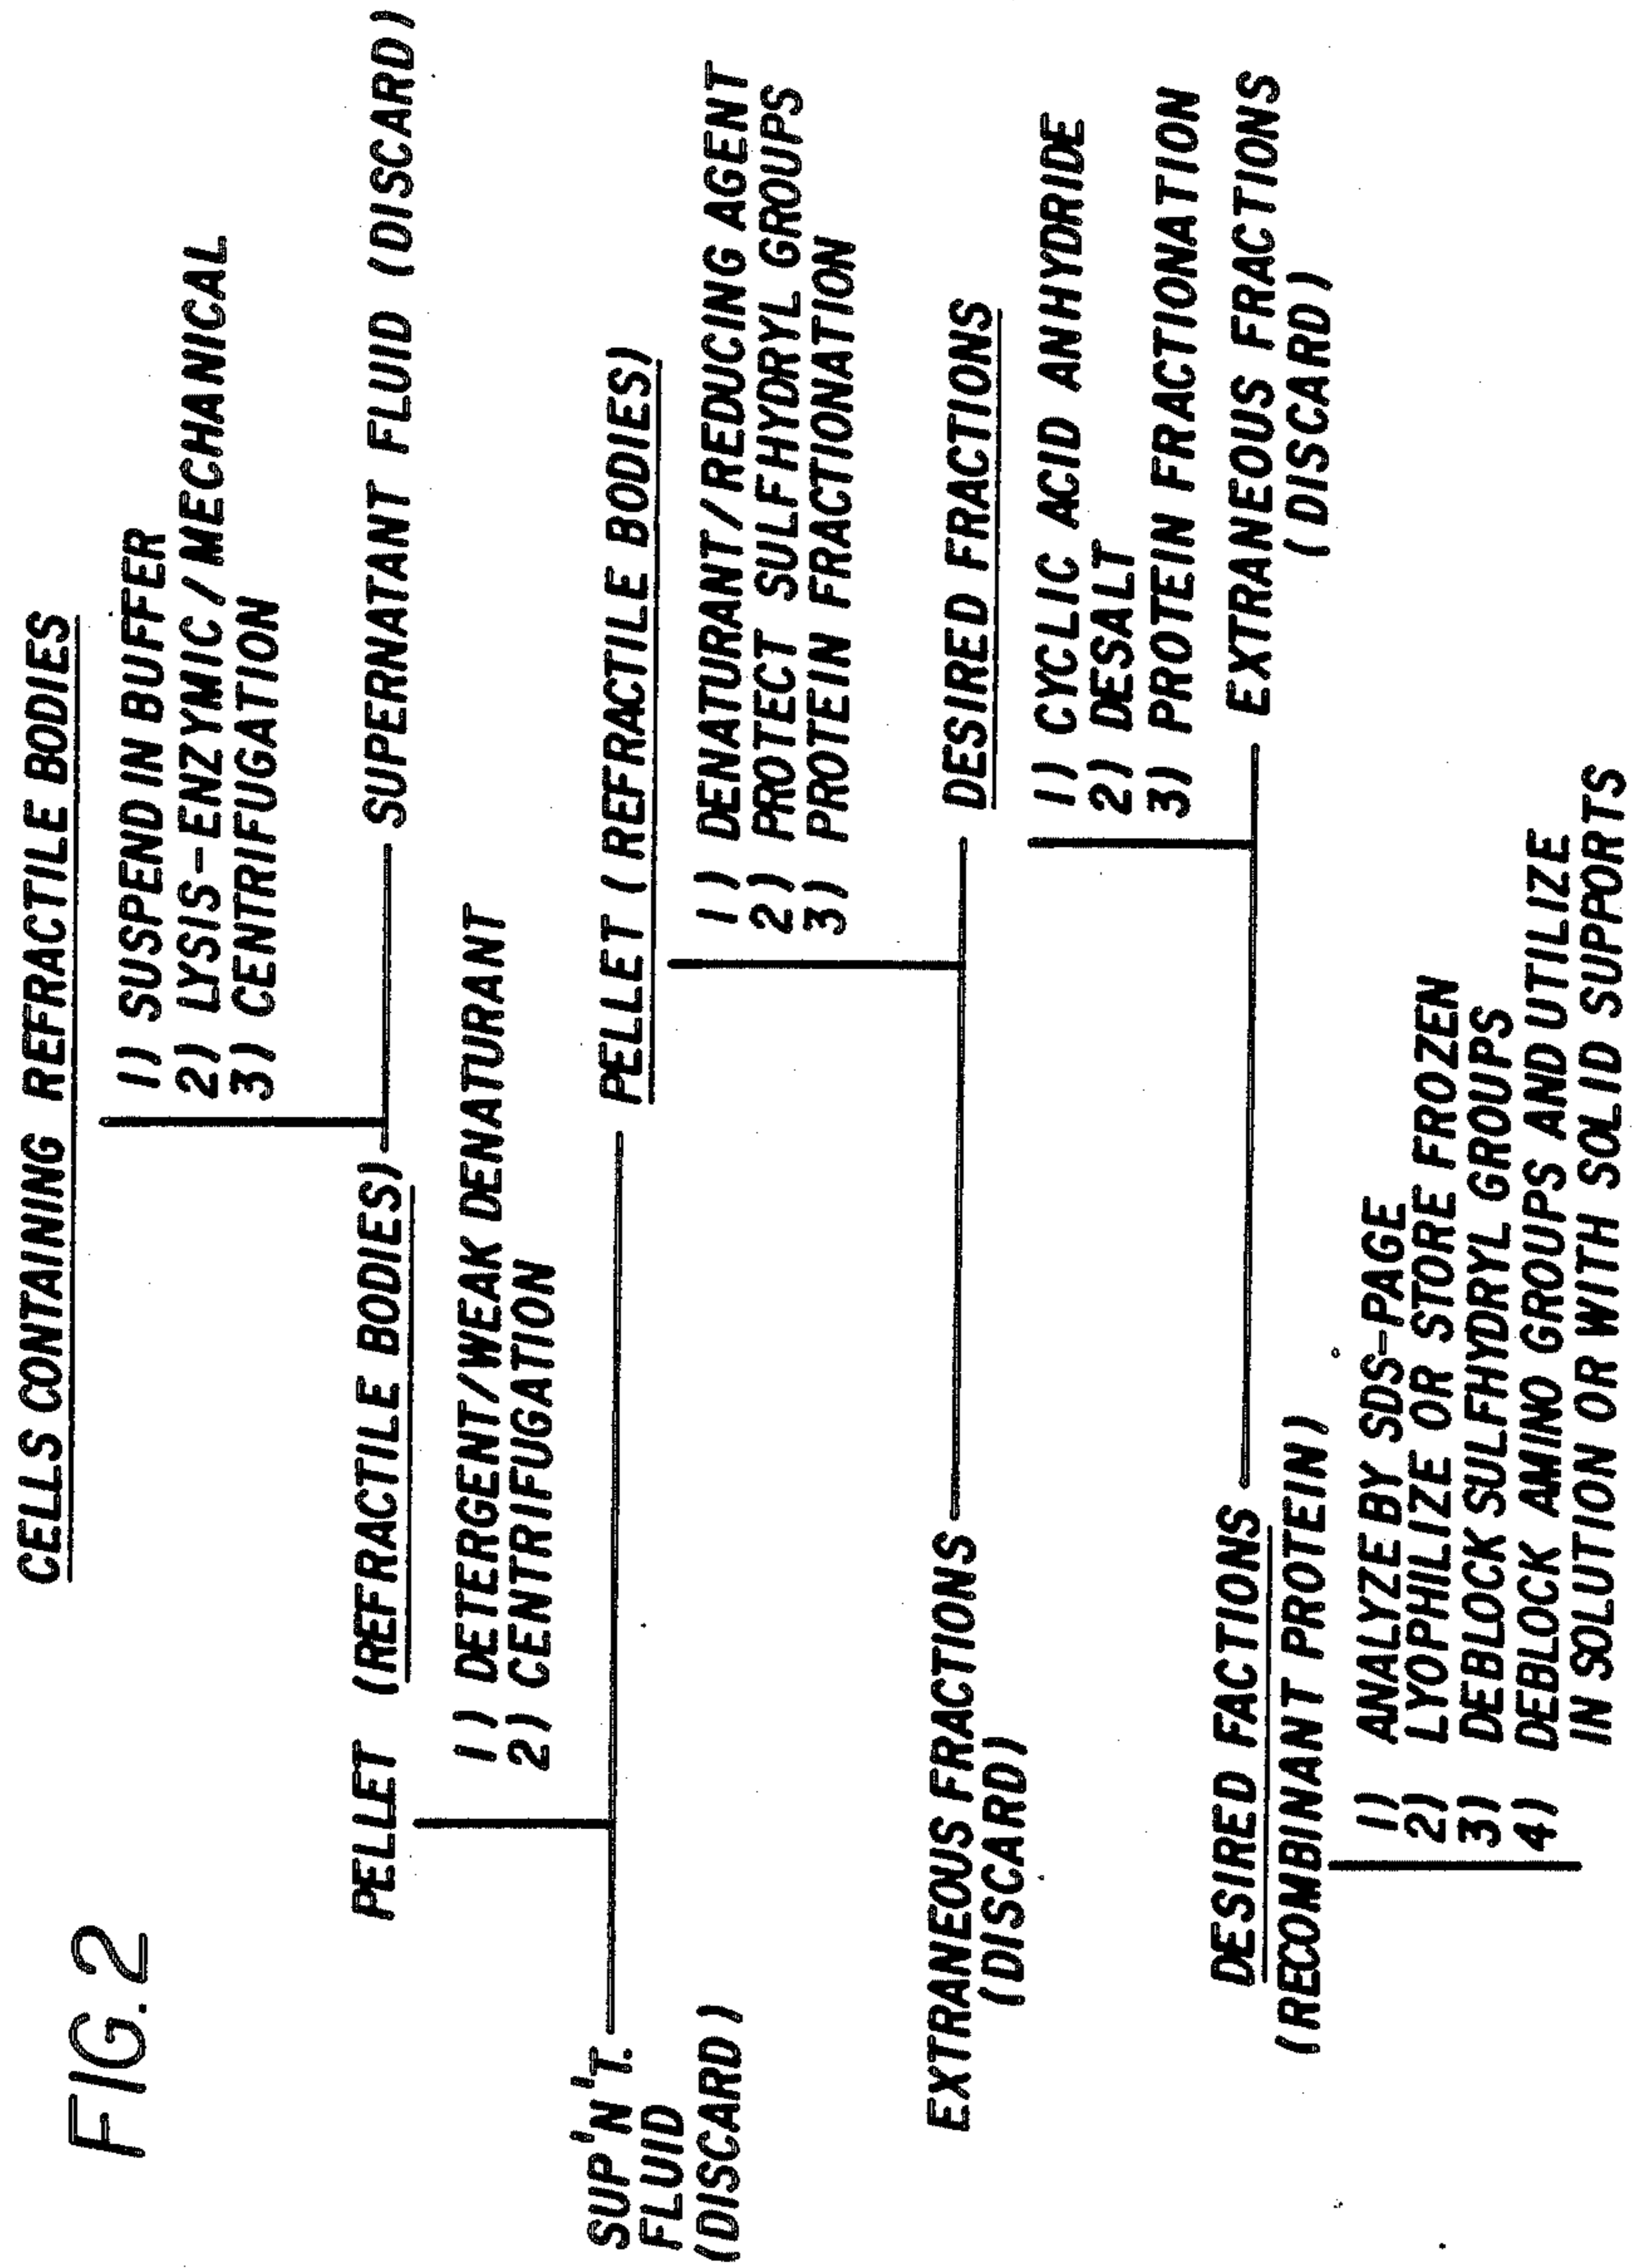 FIG. 2
CELLS CONTAINING REFRACTILE BODIES
1) SUSPEND IN BUFFER
2) LYSIS-ENZYMIC / MECHANICAL
3) CENTRIFUGATION
PELLET (REFRACTILE BODIES)
SUPERNATANT FLUID (DISCARD)
1) DETERGENT/WEAK DENATURANT
2) CENTRIFUGATION
SUP'N'T.
FLUID
(DISCARD)
PELLET (REFRACTILE BODIES)
1) DENATURANT/REDUCING AGENT
2) PROTECT SULFHYDRYL GROUPS
3) PROTEIN FRACTIONATION
EXTRANEOUS FRACTIONS
(DISCARD)
DESIRED FRACTIONS
1) CYCLIC ACID ANHYDRIDE
2) DESALT
3) PROTEIN FRACTIONATION
DESIRED FACTIONS
(RECOMBINANT PROTEIN)
EXTRANEOUS FRACTIONS
(DISCARD)
1) ANALYZE BY SDS-PAGE
2) LYOPHILIZE OR STORE FROZEN
3) DEBLOCK SULFHYDRYL GROUPS
4) DEBLOCK AMINO GROUPS AND UTILIZE
IN SOLUTION OR WITH SOLID SUPPORTS